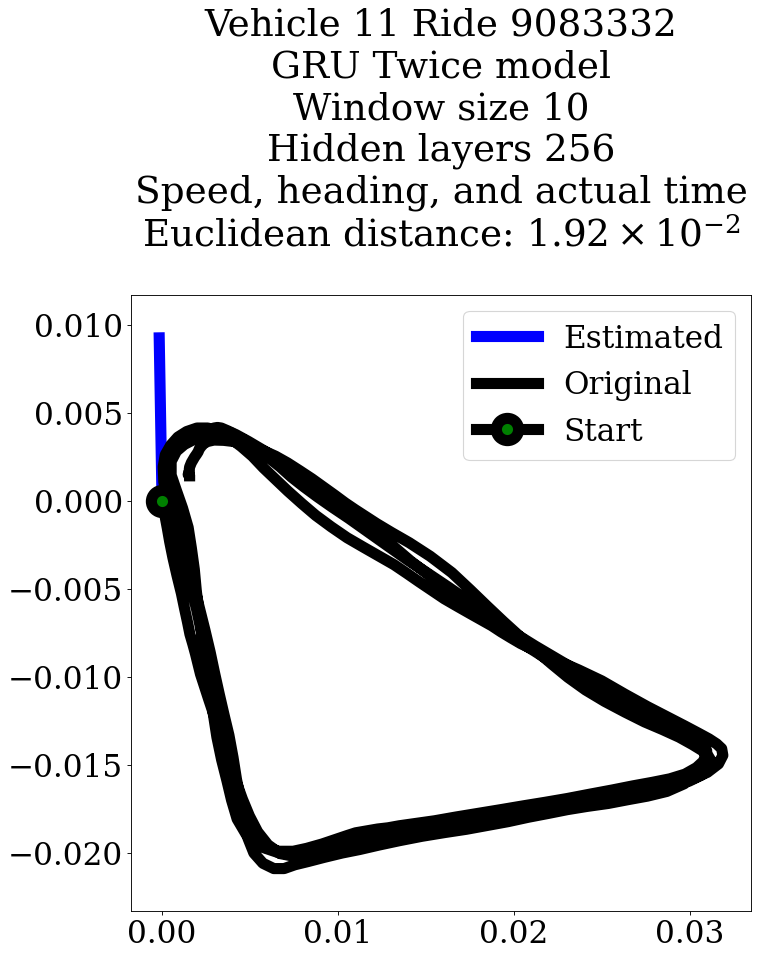 Vehicle 11 Ride 9083332
GRU Twice model
Window size 10
Hidden layers 256
Speed, heading, and actual time
Euclidean distance: 1.92 × 10⁻²
Estimated
Original
Start
0.010
0.005
0.000
−0.005
−0.010
−0.015
−0.020
0.00 0.01 0.02 0.03